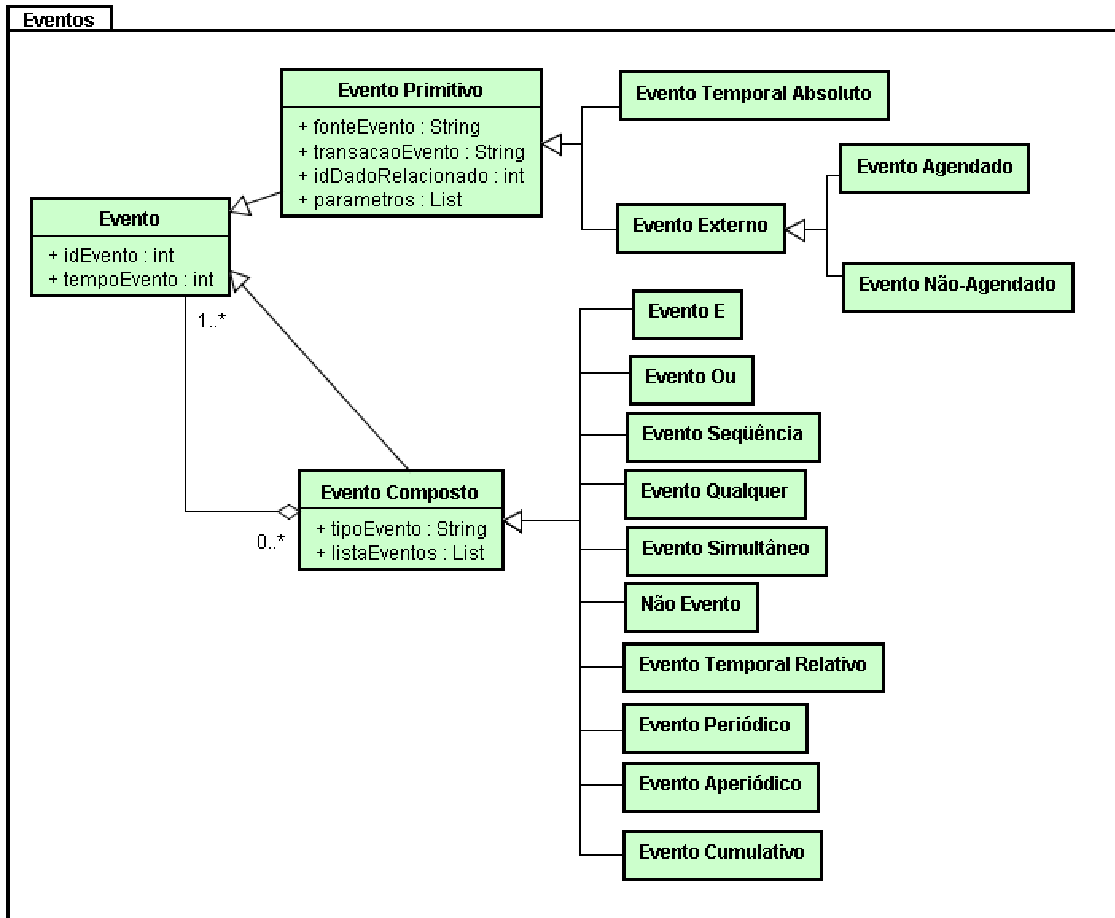 Eventos
Evento Primitivo
+ fonteEvento : String
+ transacaoEvento : String
+ idDadoRelacionado : int
+ parametros : List
Evento Temporal Absoluto
Evento Agendado
Evento Externo
Evento Não-Agendado
Evento
+ idEvento : int
+ tempoEvento : int
1..*
0..*
Evento Composto
+ tipoEvento : String
+ listaEventos : List
Evento E
Evento Ou
Evento Seqüência
Evento Qualquer
Evento Simultâneo
Não Evento
Evento Temporal Relativo
Evento Periódico
Evento Aperiódico
Evento Cumulativo